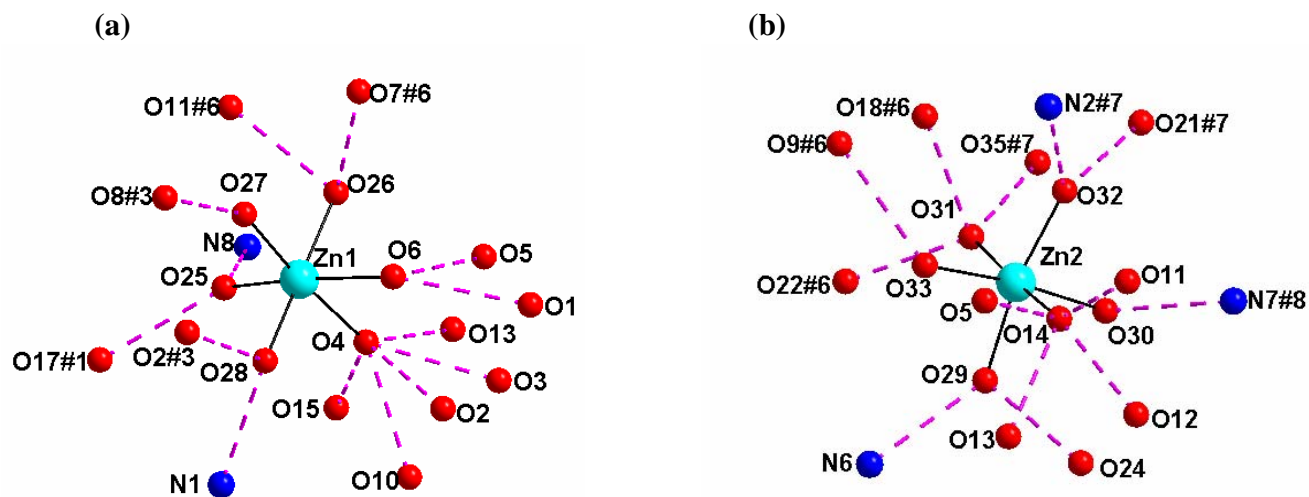 (a)
O11#6
O7#6
O8#3
O27
O26
N8
Zn1
O6
O5
O25
O1
O13
O17#1
O2#3
O28
O4
O3
O15
O2
N1
O10
(b)
O18#6
N2#7
O9#6
O35#7
O21#7
O31
O32
Zn2
O22#6
O33
O11
O5
N7#8
O14
O30
O29
O12
O13
N6
O24